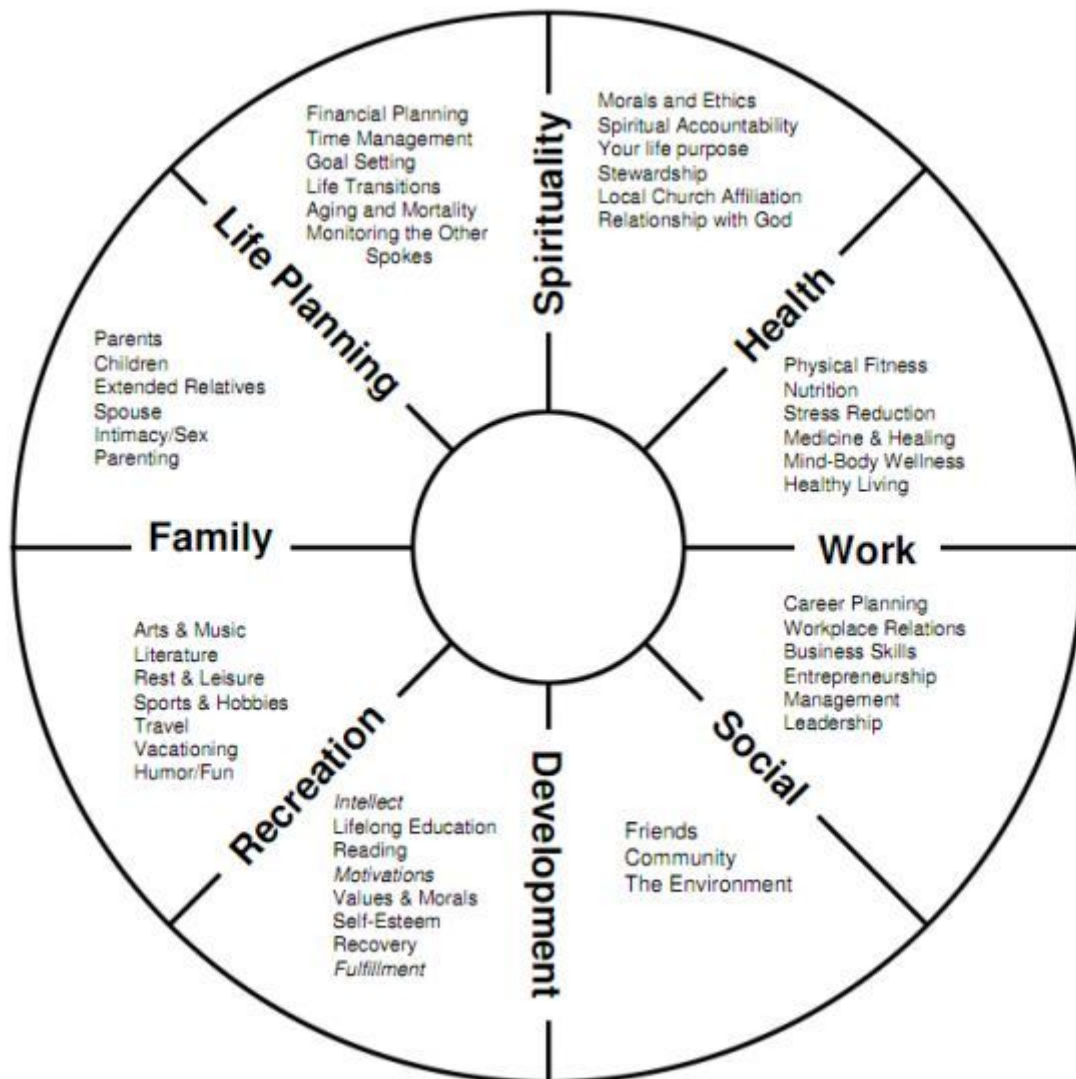 Spirituality
Morals and Ethics
Spiritual Accountability
Your life purpose
Stewardship
Local Church Affiliation
Relationship with God
Health
Physical Fitness
Nutrition
Stress Reduction
Medicine & Healing
Mind-Body Wellness
Healthy Living
Work
Career Planning
Workplace Relations
Business Skills
Entrepreneurship
Management
Leadership
Social
Friends
Community
The Environment
Development
Intellect
Lifelong Education
Reading
Motivations
Values & Morals
Self-Esteem
Recovery
Fulfillment
Recreation
Arts & Music
Literature
Rest & Leisure
Sports & Hobbies
Travel
Vacationing
Humor/Fun
Family
Parents
Children
Extended Relatives
Spouse
Intimacy/Sex
Parenting
Life Planning
Financial Planning
Time Management
Goal Setting
Life Transitions
Aging and Mortality
Monitoring the Other
Spokes